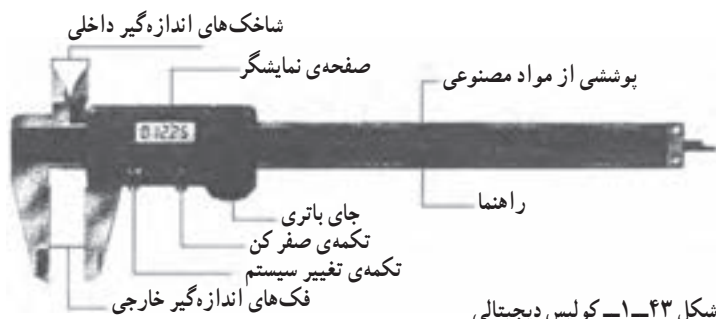 شاخک‌های اندازه‌گیر داخلی
صفحه‌ی نمایشگر
پوششی از مواد مصنوعی
0.1226
راهنما
جای باتری
تکمه‌ی صفر کن
تکمه‌ی تغییر سیستم
فک‌های اندازه‌گیر خارجی
شکل ۴۳ــ۱ــ کولیس دیجیتالی